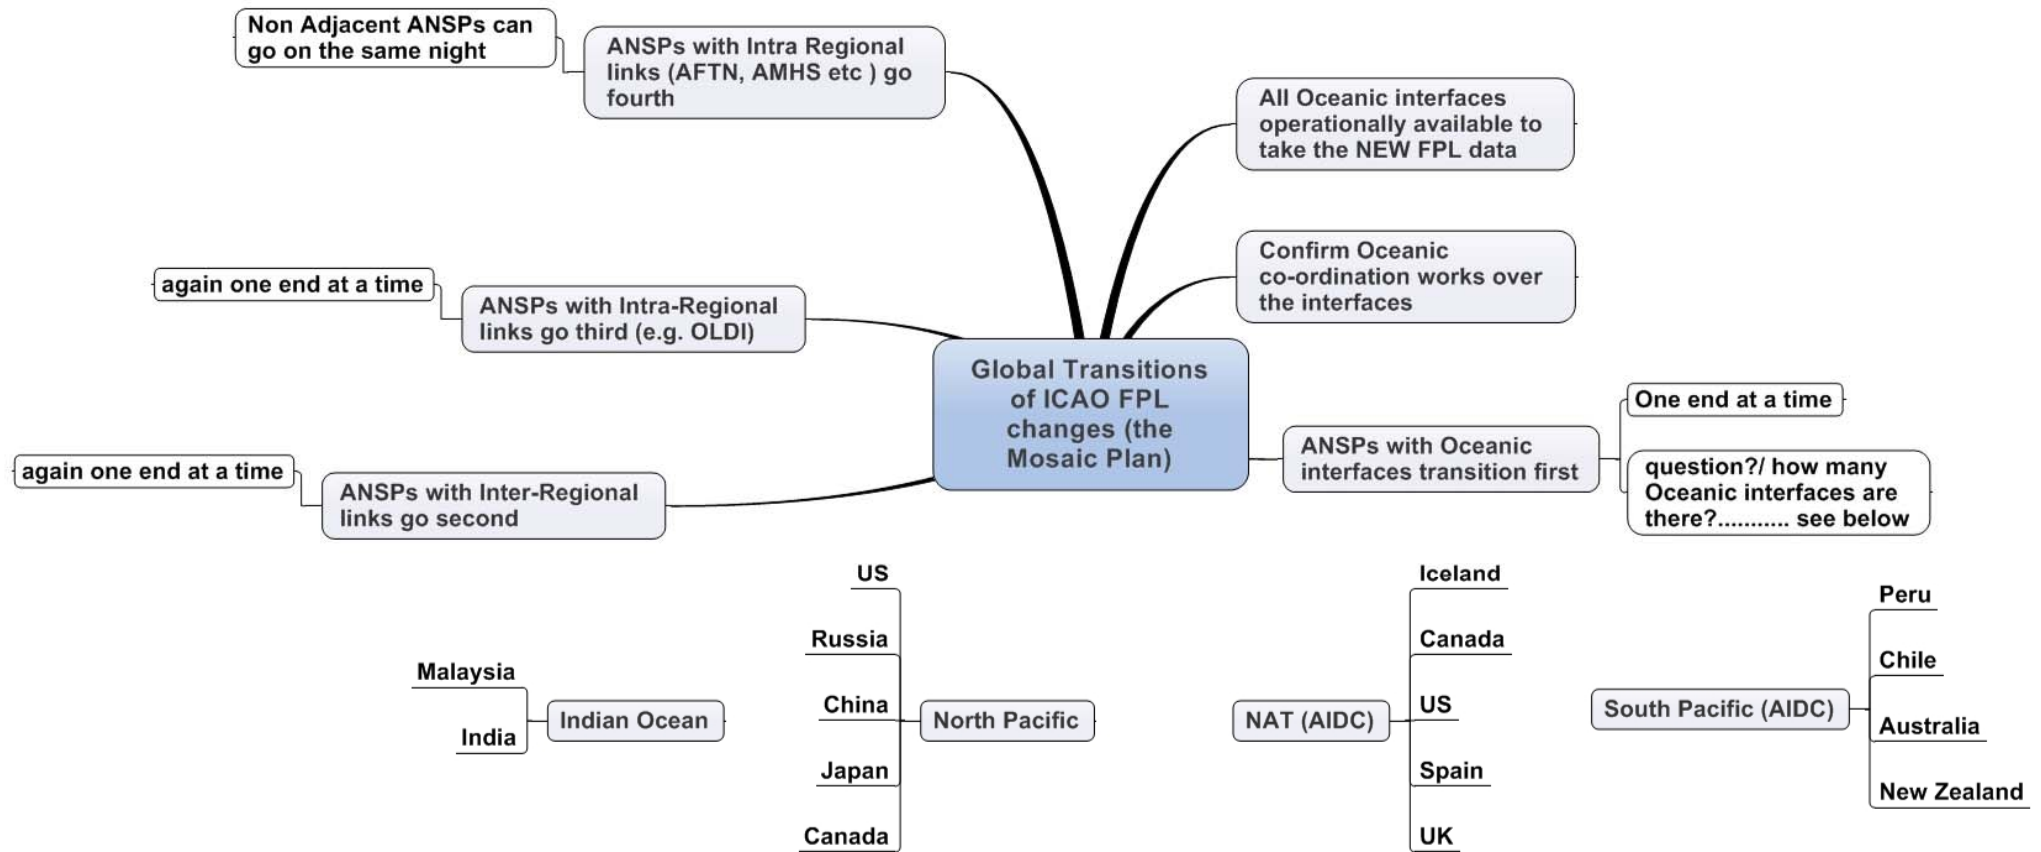 Non Adjacent ANSPs can
go on the same night
ANSPs with Intra Regional
links (AFTN, AMHS etc ) go
fourth
All Oceanic interfaces
operationally available to
take the NEW FPL data
Confirm Oceanic
co-ordination works over
the interfaces
again one end at a time
ANSPs with Intra-Regional
links go third (e.g. OLDI)
Global Transitions
of ICAO FPL
changes (the
Mosaic Plan)
One end at a time
ANSPs with Oceanic
interfaces transition first
question?/ how many
Oceanic interfaces are
there?........... see below
again one end at a time
ANSPs with Inter-Regional
links go second
Malaysia
India
Indian Ocean
US
Russia
China
Japan
Canada
North Pacific
NAT (AIDC)
Iceland
Canada
US
Spain
UK
South Pacific (AIDC)
Peru
Chile
Australia
New Zealand